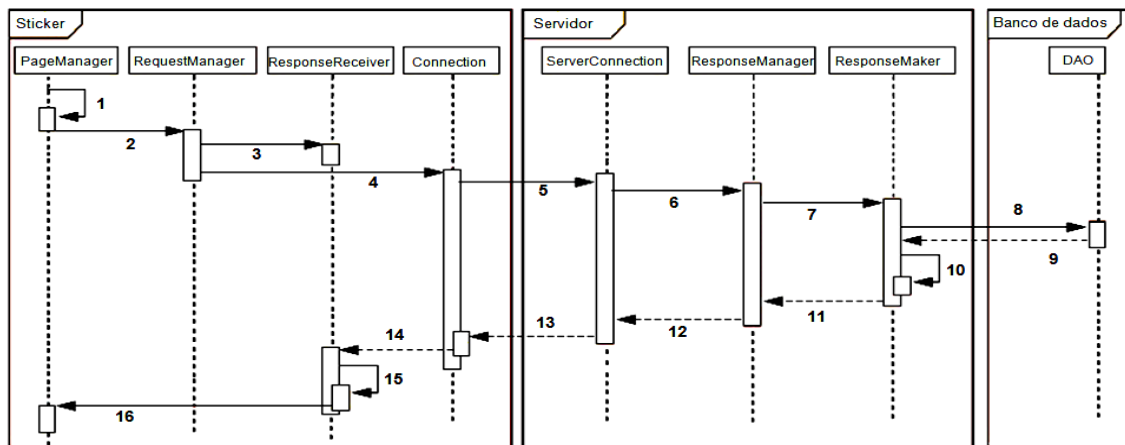 Sticker
Servidor
Banco de dados
PageManager
RequestManager
ResponseReceiver
Connection
ServerConnection
ResponseManager
ResponseMaker
DAO
1
2
3
4
5
6
7
8
9
10
11
12
13
14
15
16